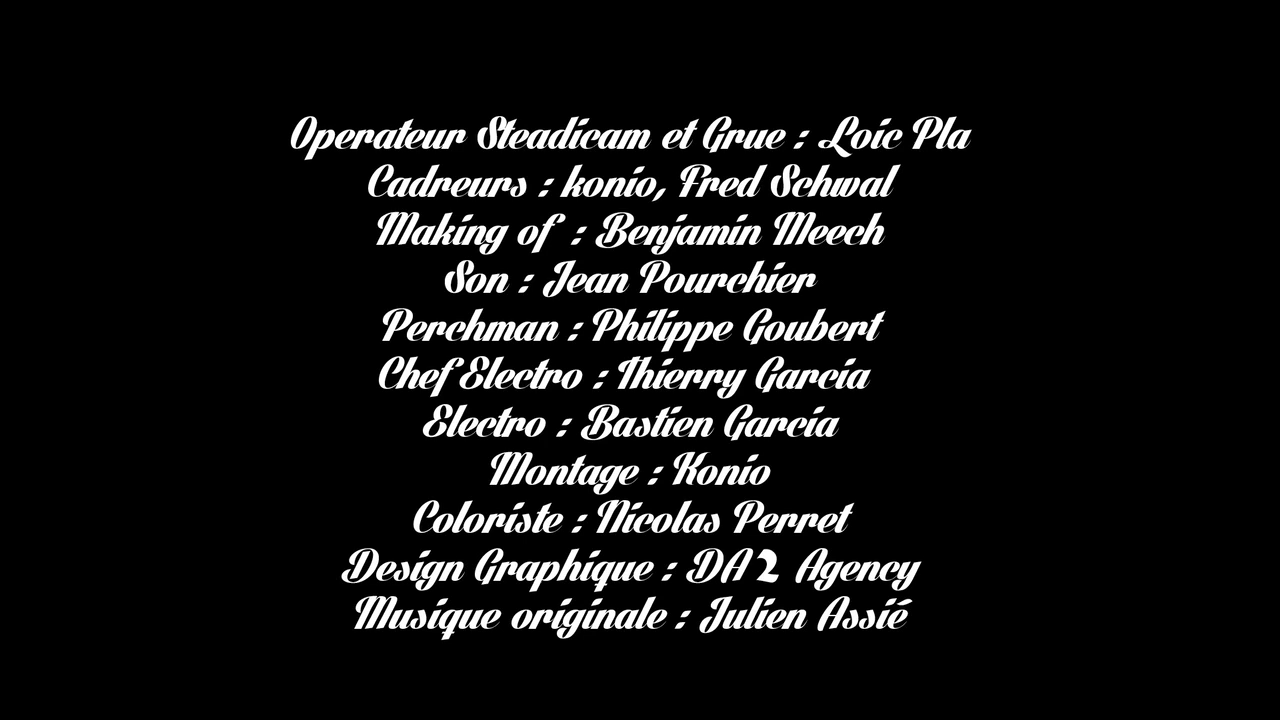 Operateur Steadicam et Grue : Loic Pla
Cadreurs : konio, Fred Schwal
Making of : Benjamin Meech
Son : Jean Pourchier
Perchman : Philippe Goubert
Chef Electro : Thierry Garcia
Electro : Bastien Garcia
Montage : Konio
Coloriste : Nicolas Perret
Design Graphique : DA2 Agency
Musique originale : Julien Assié